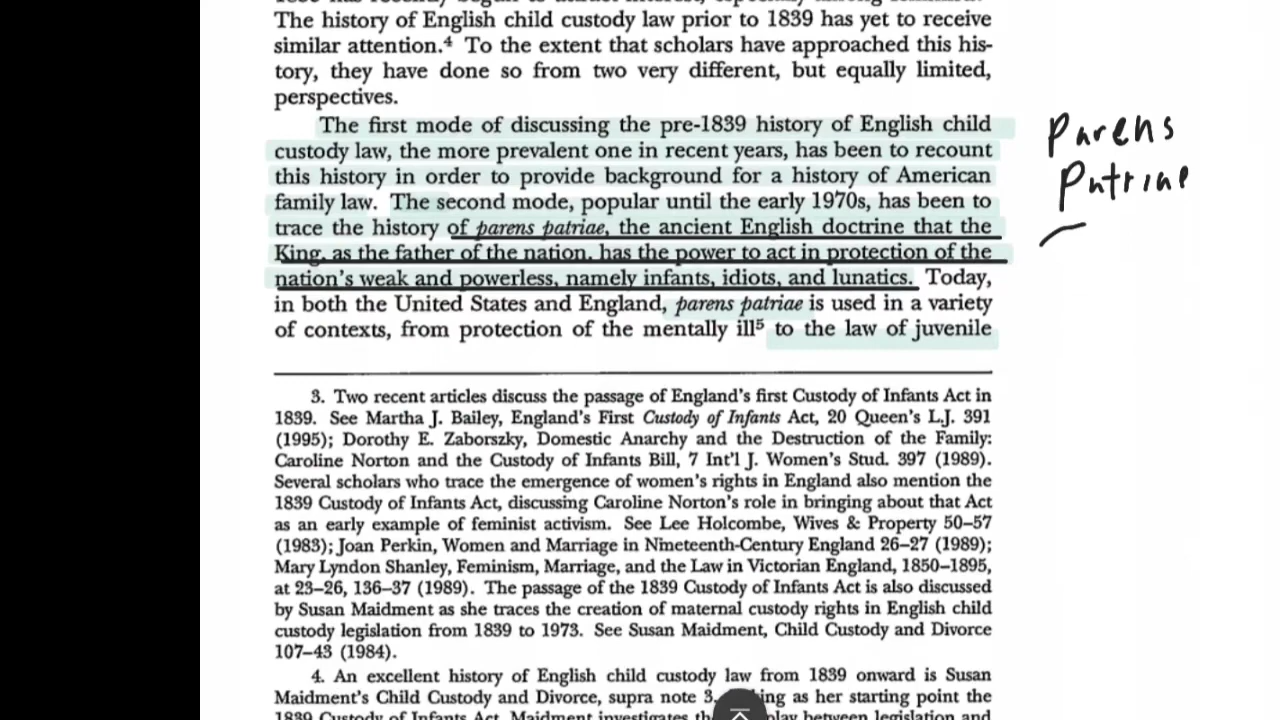 The history of English child custody law prior to 1839 has yet to receive
similar attention.⁴ To the extent that scholars have approached this his-
tory, they have done so from two very different, but equally limited,
perspectives.
The first mode of discussing the pre-1839 history of English child
custody law, the more prevalent one in recent years, has been to recount
this history in order to provide background for a history of American
family law. The second mode, popular until the early 1970s, has been to
trace the history of parens patriae, the ancient English doctrine that the
King, as the father of the nation, has the power to act in protection of the
nation's weak and powerless, namely infants, idiots, and lunatics. Today,
in both the United States and England, parens patriae is used in a variety
of contexts, from protection of the mentally ill⁵ to the law of juvenile
Parens
Patriae
3. Two recent articles discuss the passage of England's first Custody of Infants Act in
1839. See Martha J. Bailey, England's First Custody of Infants Act, 20 Queen's L.J. 391
(1995); Dorothy E. Zaborszky, Domestic Anarchy and the Destruction of the Family:
Caroline Norton and the Custody of Infants Bill, 7 Int'l J. Women's Stud. 397 (1989).
Several scholars who trace the emergence of women's rights in England also mention the
1839 Custody of Infants Act, discussing Caroline Norton's role in bringing about that Act
as an early example of feminist activism. See Lee Holcombe, Wives & Property 50–57
(1983); Joan Perkin, Women and Marriage in Nineteenth-Century England 26–27 (1989);
Mary Lyndon Shanley, Feminism, Marriage, and the Law in Victorian England, 1850–1895,
at 23–26, 136–37 (1989). The passage of the 1839 Custody of Infants Act is also discussed
by Susan Maidment as she traces the creation of maternal custody rights in English child
custody legislation from 1839 to 1973. See Susan Maidment, Child Custody and Divorce
107–43 (1984).
4. An excellent history of English child custody law from 1839 onward is Susan
Maidment's Child Custody and Divorce, supra note 3. as her starting point the
1839 Custody of Infants Act, Maidment investigates between legislation and